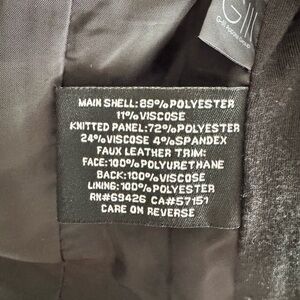 MAIN SHELL: 89% POLYESTER
11% VISCOSE
KNITTED PANEL: 72% POLYESTER
24% VISCOSE 4% SPANDEX
FAUX LEATHER TRIM:
FACE: 100% POLYURETHANE
BACK: 100% VISCOSE
LINING: 100% POLYESTER
RN#69426 CA#57151
CARE ON REVERSE